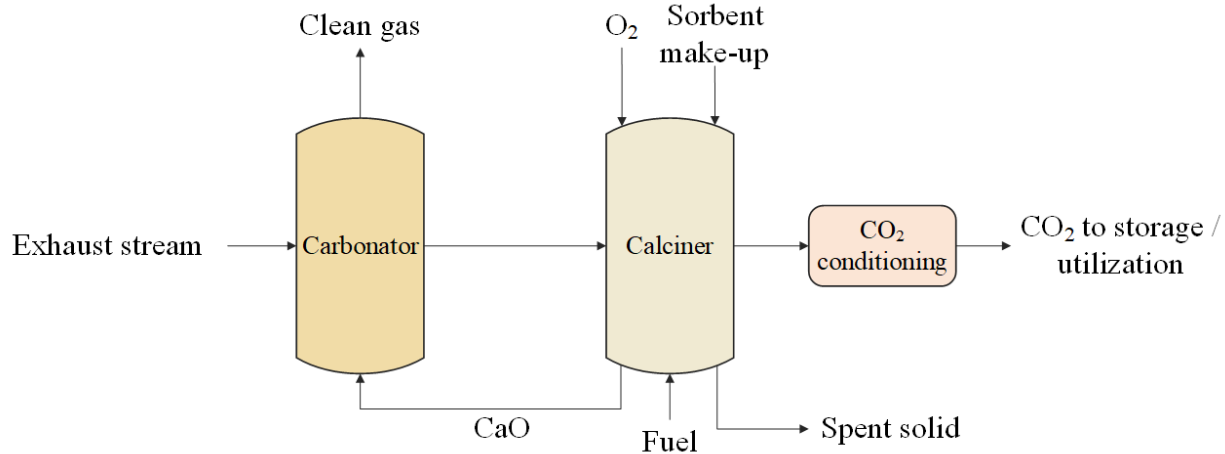 Clean gas
O₂
Sorbent
make-up
Exhaust stream
Carbonator
Calciner
CO₂
conditioning
CO₂ to storage /
utilization
CaO
Fuel
Spent solid